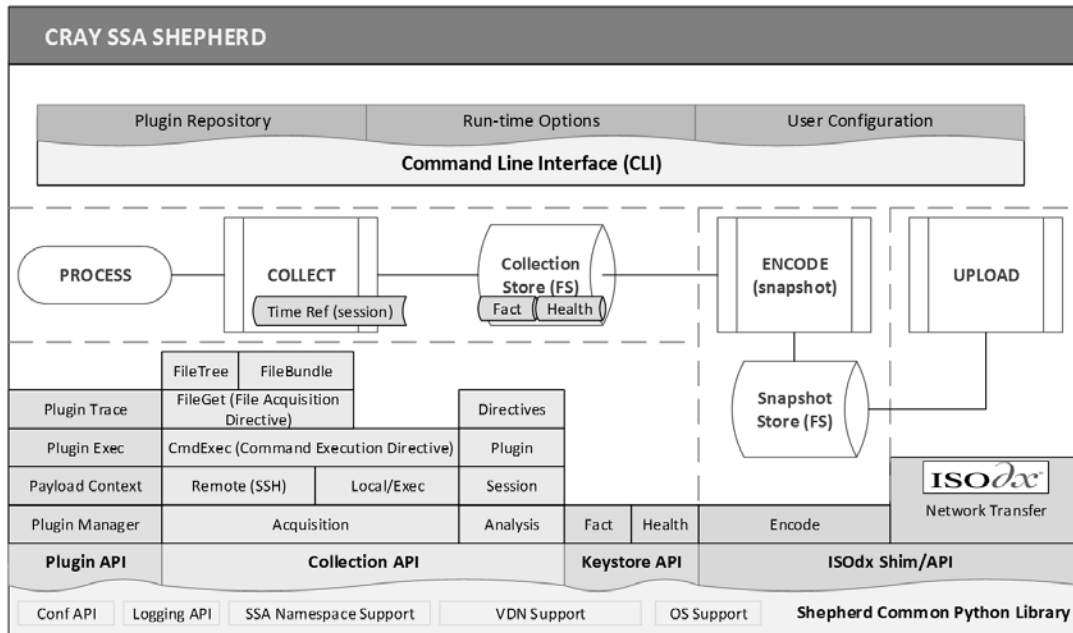 CRAY SSA SHEPHERD
Plugin Repository
Run-time Options
User Configuration
Command Line Interface (CLI)
PROCESS
COLLECT
Time Ref (session)
Collection
Store (FS)
Fact
Health
ENCODE
(snapshot)
UPLOAD
Snapshot
Store (FS)
FileTree
FileBundle
Plugin Trace
FileGet (File Acquisition
Directive)
Directives
Plugin Exec
CmdExec (Command Execution Directive)
Plugin
Payload Context
Remote (SSH)
Local/Exec
Session
ISOdx
Network Transfer
Plugin Manager
Acquisition
Analysis
Fact
Health
Encode
Plugin API
Collection API
Keystore API
ISOdx Shim/API
Conf API
Logging API
SSA Namespace Support
VDN Support
OS Support
Shepherd Common Python Library